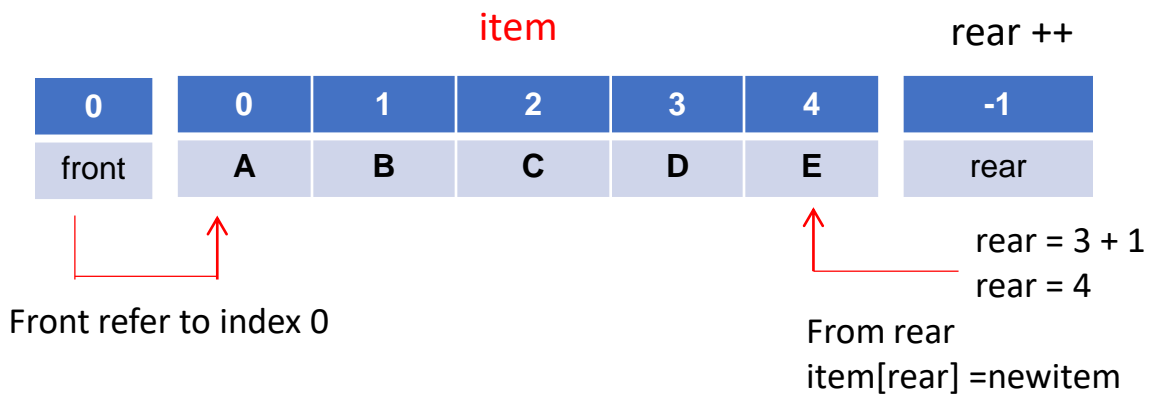 item
rear ++
0 0 1 2 3 4 -1
front A B C D E rear
rear = 3 + 1
rear = 4
Front refer to index 0
From rear
item[rear] =newitem